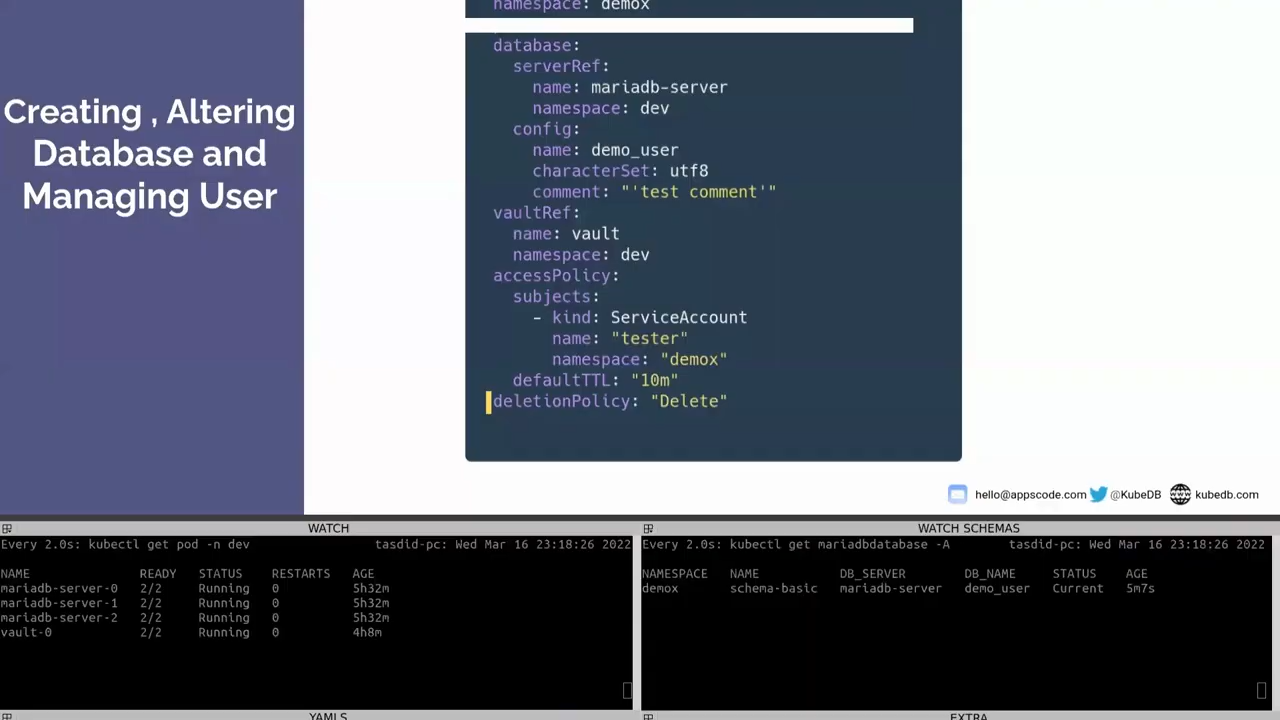 Creating , Altering
Database and
Managing User
namespace: demox
database:
serverRef:
name: mariadb-server
namespace: dev
config:
name: demo_user
characterSet: utf8
comment: "'test comment'"
vaultRef:
name: vault
namespace: dev
accessPolicy:
subjects:
- kind: ServiceAccount
name: "tester"
namespace: "demox"
defaultTTL: "10m"
deletionPolicy: "Delete"
hello@appscode.com @KubeDB kubedb.com
WATCH
Every 2.0s: kubectl get pod -n dev tasdid-pc: Wed Mar 16 23:18:26 2022
NAME READY STATUS RESTARTS AGE
mariadb-server-0 2/2 Running 0 5h32m
mariadb-server-1 2/2 Running 0 5h32m
mariadb-server-2 2/2 Running 0 5h32m
vault-0 2/2 Running 0 4h8m
WATCH SCHEMAS
Every 2.0s: kubectl get mariadbdatabase -A tasdid-pc: Wed Mar 16 23:18:26 2022
NAMESPACE NAME DB_SERVER DB_NAME STATUS AGE
demox schema-basic mariadb-server demo_user Current 5m7s
YAMLS
EXTRA